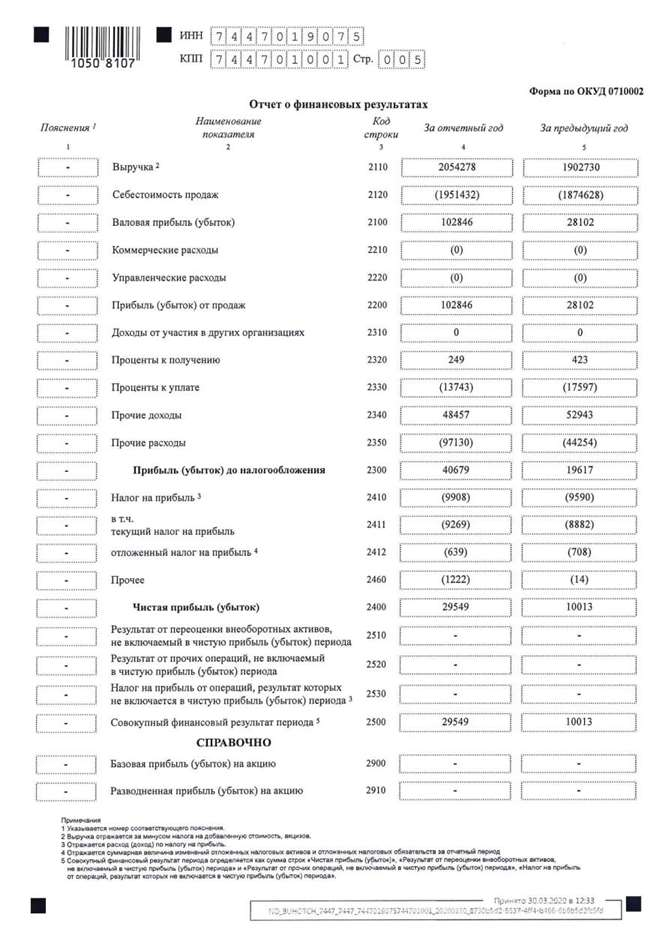 ИНН 7447019075
1050 8107
КПП 744701001 Стр. 005
Форма по ОКУД 0710002
Отчет о финансовых результатах
Пояснения 1 Наименование показателя Код строки За отчетный год За предыдущий год
1 2 3 4 5
- Выручка 2 2110 2054278 1902730
- Себестоимость продаж 2120 (1951432) (1874628)
- Валовая прибыль (убыток) 2100 102846 28102
- Коммерческие расходы 2210 (0) (0)
- Управленческие расходы 2220 (0) (0)
- Прибыль (убыток) от продаж 2200 102846 28102
- Доходы от участия в других организациях 2310 0 0
- Проценты к получению 2320 249 423
- Проценты к уплате 2330 (13743) (17597)
- Прочие доходы 2340 48457 52943
- Прочие расходы 2350 (97130) (44254)
- Прибыль (убыток) до налогообложения 2300 40679 19617
- Налог на прибыль 3 2410 (9908) (9590)
в т.ч.
- текущий налог на прибыль 2411 (9269) (8882)
- отложенный налог на прибыль 4 2412 (639) (708)
- Прочее 2460 (1222) (14)
- Чистая прибыль (убыток) 2400 29549 10013
Результат от переоценки внеоборотных активов,
- не включаемый в чистую прибыль (убыток) периода 2510 - -
Результат от прочих операций, не включаемый
- в чистую прибыль (убыток) периода 2520 - -
Налог на прибыль от операций, результат которых
- не включается в чистую прибыль (убыток) периода 3 2530 - -
- Совокупный финансовый результат периода 5 2500 29549 10013
СПРАВОЧНО
- Базовая прибыль (убыток) на акцию 2900 - -
- Разводненная прибыль (убыток) на акцию 2910 - -
Примечания
1 Указывается номер соответствующего пояснения.
2 Выручка отражается за минусом налога на добавленную стоимость, акцизов.
3 Отражается расход (доход) по налогу на прибыль.
4 Отражается суммарная величина изменений отложенных налоговых активов и отложенных налоговых обязательств за отчетный период
5 Совокупный финансовый результат периода определяется как сумма строк «Чистая прибыль (убыток)», «Результат от переоценки внеоборотных активов,
не включаемый в чистую прибыль (убыток) периода» и «Результат от прочих операций, не включаемый в чистую прибыль (убыток) периода», «Налог на прибыль
от операций, результат которых не включается в чистую прибыль (убыток) периода».
Принято 30.03.2020 в 12:33